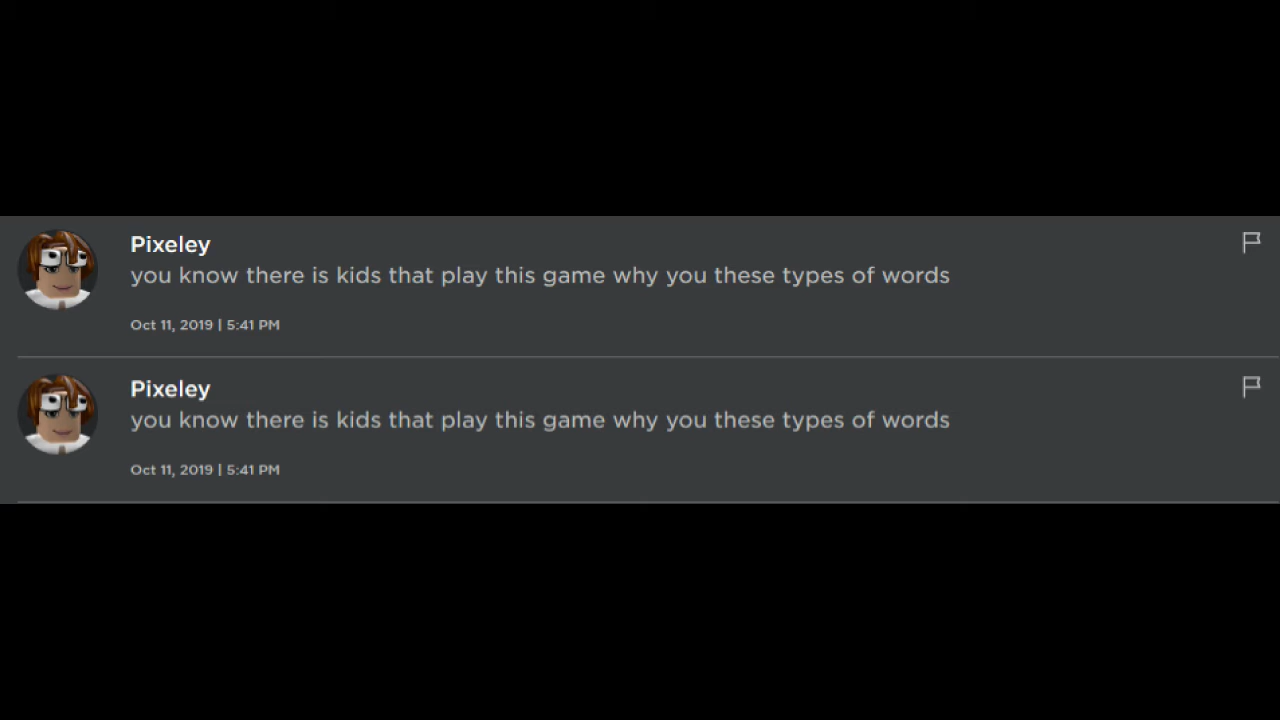 Pixeley
you know there is kids that play this game why you these types of words
Oct 11, 2019 | 5:41 PM
Pixeley
you know there is kids that play this game why you these types of words
Oct 11, 2019 | 5:41 PM